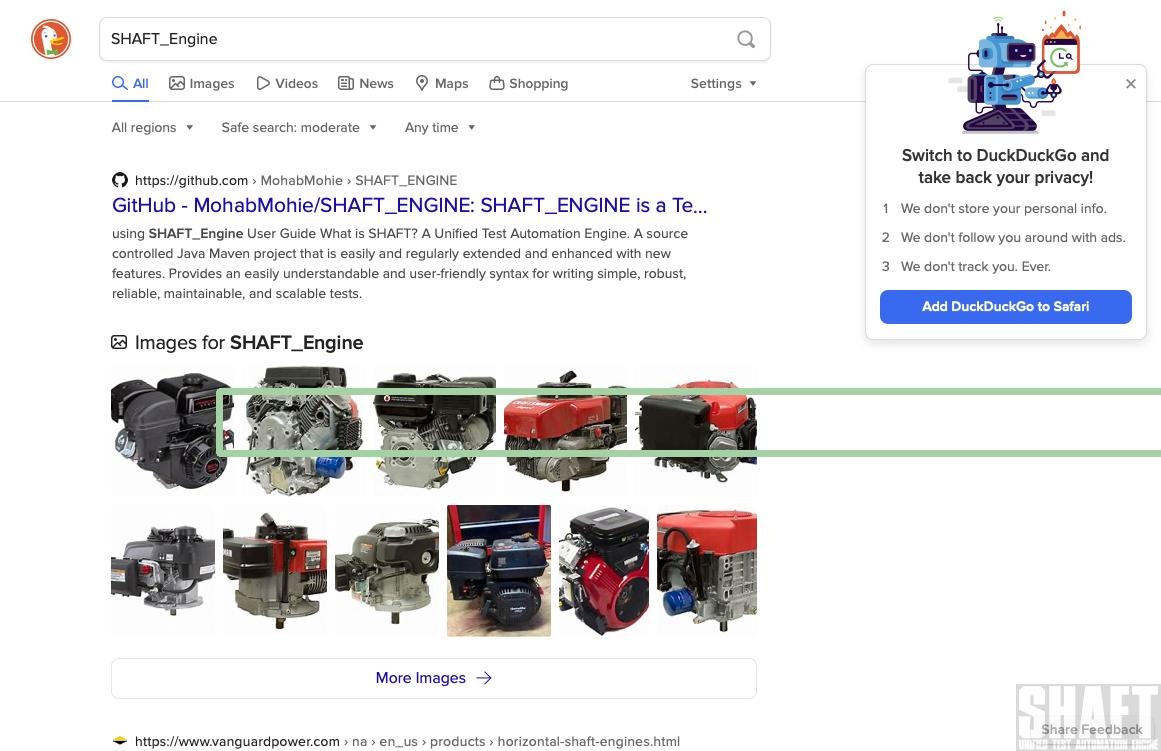 SHAFT_Engine
All Images Videos News Maps Shopping Settings
All regions Safe search: moderate Any time
Switch to DuckDuckGo and
take back your privacy!
1 We don't store your personal info.
2 We don't follow you around with ads.
3 We don't track you. Ever.
Add DuckDuckGo to Safari
https://github.com › MohabMohie › SHAFT_ENGINE
GitHub - MohabMohie/SHAFT_ENGINE: SHAFT_ENGINE is a Te...
using SHAFT_Engine User Guide What is SHAFT? A Unified Test Automation Engine. A source
controlled Java Maven project that is easily and regularly extended and enhanced with new
features. Provides an easily understandable and user-friendly syntax for writing simple, robust,
reliable, maintainable, and scalable tests.
Images for SHAFT_Engine
More Images
https://www.vanguardpower.com › na › en_us › products › horizontal-shaft-engines.html
SHAFT
Share Feedback